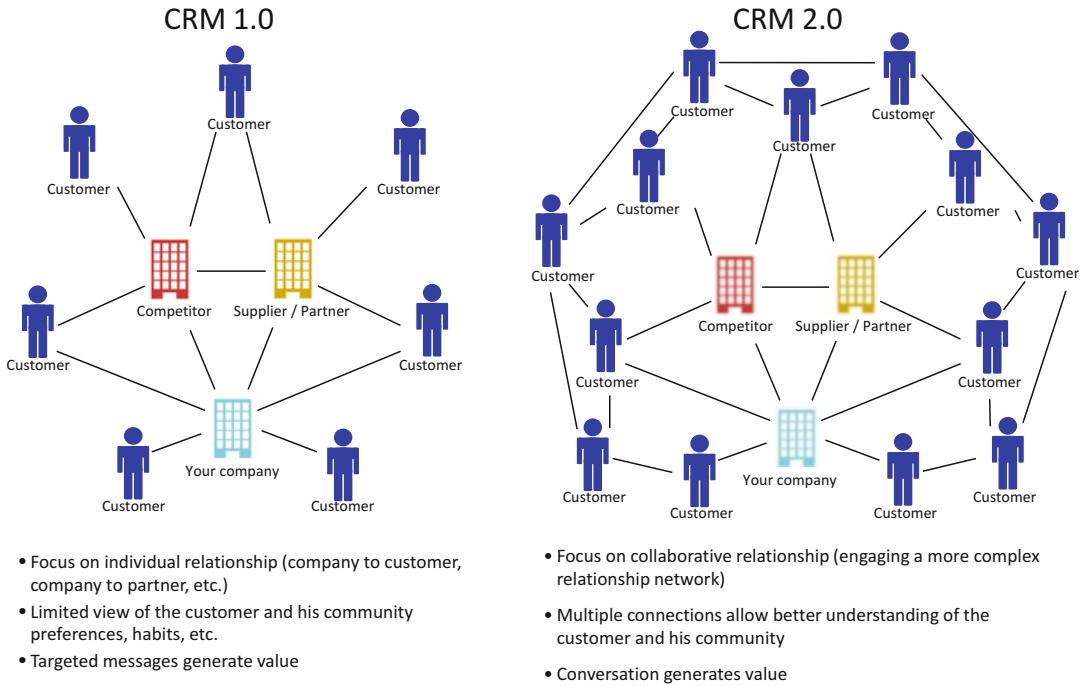 CRM 1.0
Customer
Customer
Customer
Competitor
Supplier / Partner
Customer
Customer
Your company
Customer
Customer
• Focus on individual relationship (company to customer,
company to partner, etc.)
• Limited view of the customer and his community
preferences, habits, etc.
• Targeted messages generate value
CRM 2.0
Customer
Customer
Customer
Customer
Customer
Customer
Customer
Competitor
Supplier / Partner
Customer
Customer
Customer
Customer
Your company
Customer
Customer
• Focus on collaborative relationship (engaging a more complex
relationship network)
• Multiple connections allow better understanding of the
customer and his community
• Conversation generates value